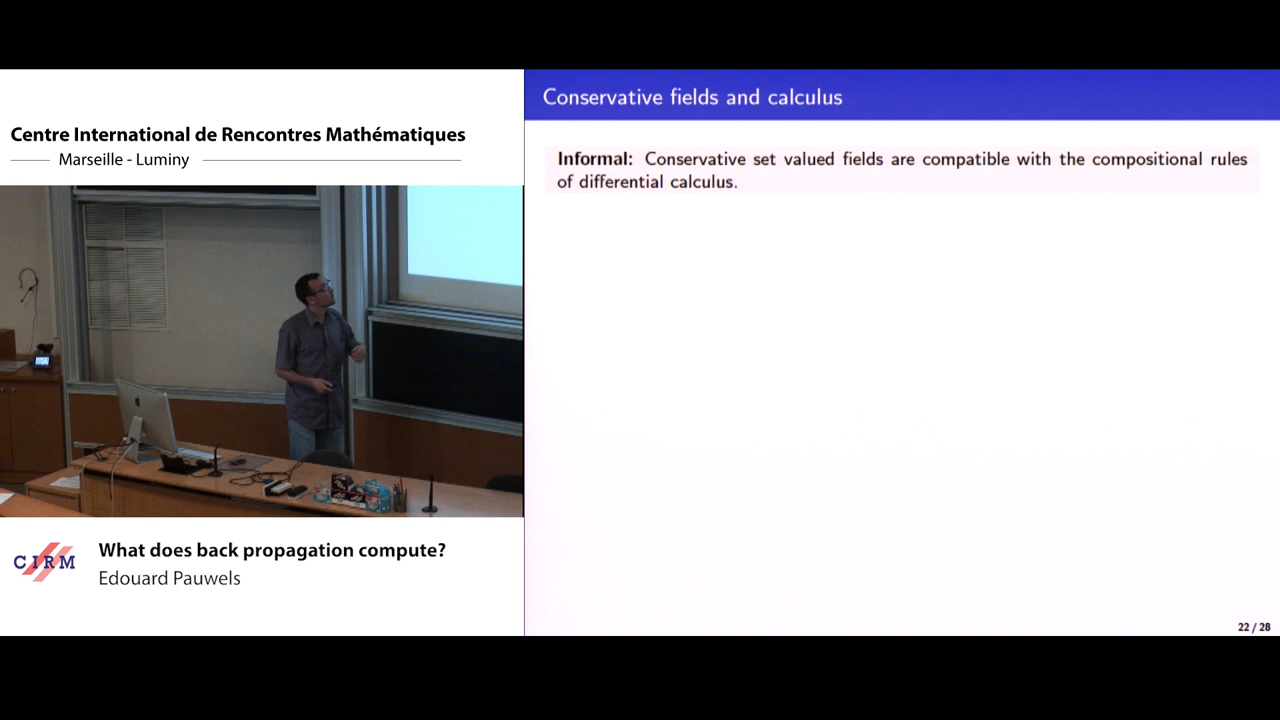 Centre International de Rencontres Mathématiques
Marseille - Luminy
Conservative fields and calculus
Informal: Conservative set valued fields are compatible with the compositional rules
of differential calculus.
CIRM
What does back propagation compute?
Edouard Pauwels
22 / 28